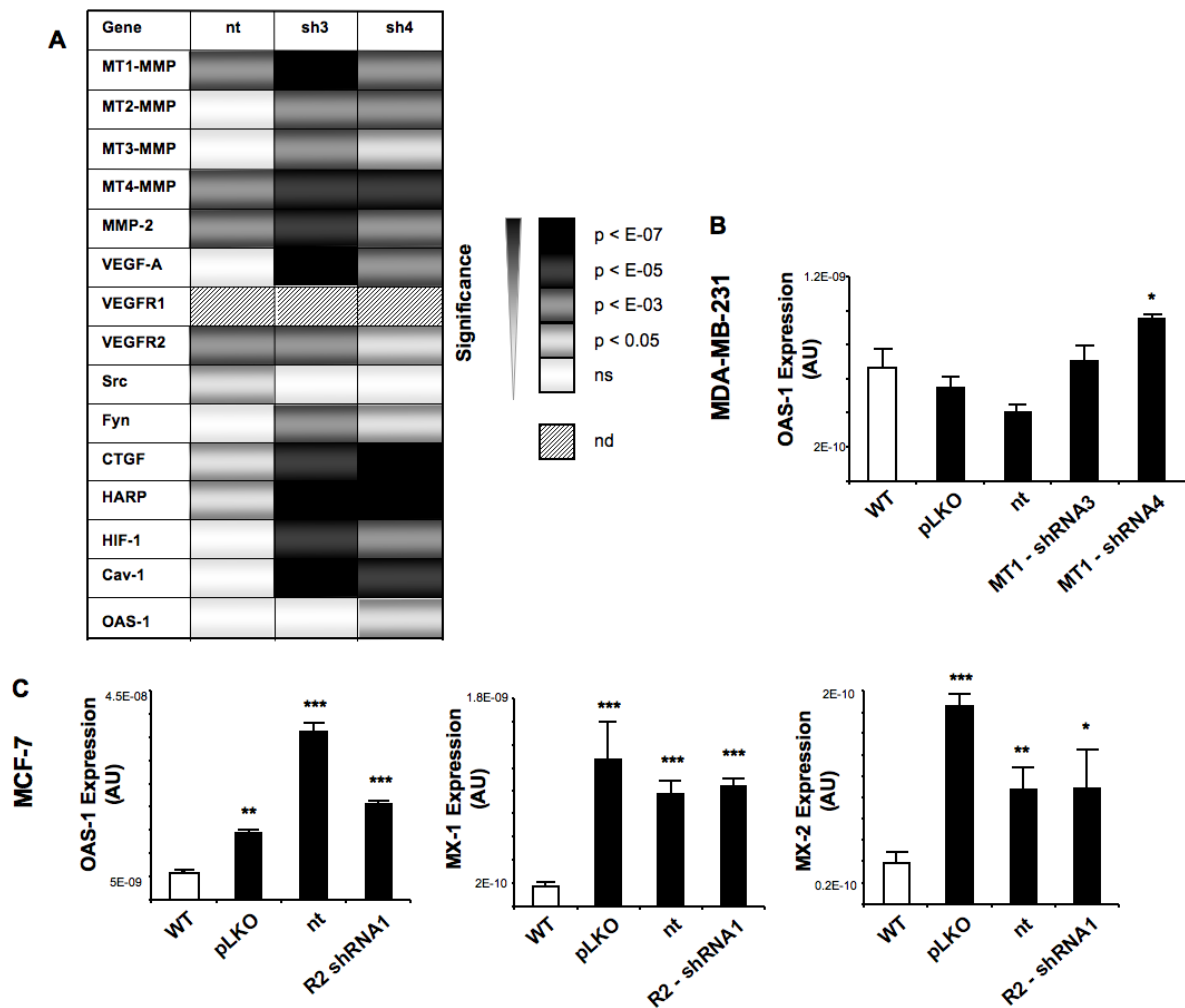 A
Gene nt sh3 sh4
MT1-MMP
MT2-MMP
MT3-MMP
MT4-MMP
MMP-2
VEGF-A
VEGFR1
VEGFR2
Src
Fyn
CTGF
HARP
HIF-1
Cav-1
OAS-1
Significance
p < E-07
p < E-05
p < E-03
p < 0.05
ns
nd
B
MDA-MB-231
OAS-1 Expression
(AU)
1.2E-09
2E-10
*
WT
pLKO
nt
MT1 - shRNA3
MT1 - shRNA4
C
MCF-7
OAS-1 Expression
(AU)
4.5E-08
5E-09
**
***
***
WT
pLKO
nt
R2 shRNA1
MX-1 Expression
(AU)
1.8E-09
2E-10
***
***
***
WT
pLKO
nt
R2 - shRNA1
MX-2 Expression
(AU)
2E-10
0.2E-10
***
**
*
WT
pLKO
nt
R2 - shRNA1